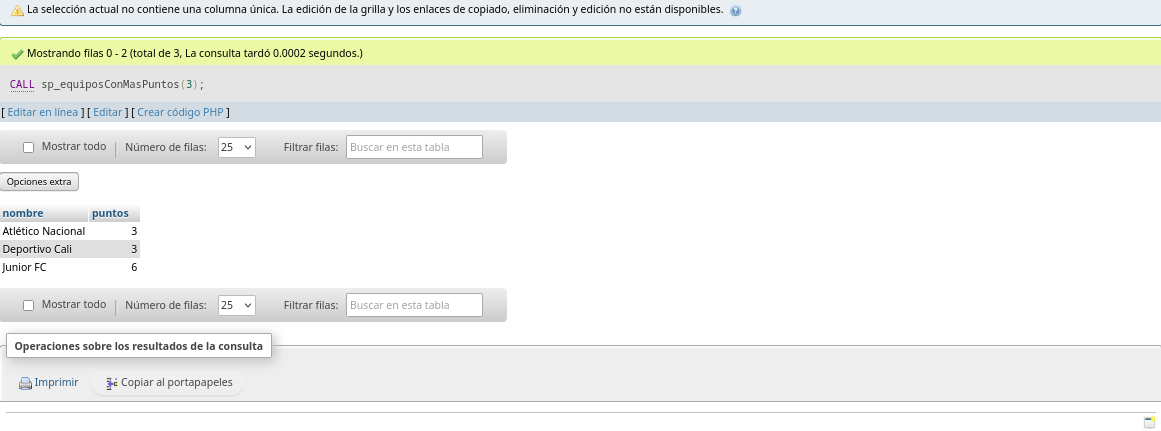 La selección actual no contiene una columna única. La edición de la grilla y los enlaces de copiado, eliminación y edición no están disponibles.
Mostrando filas 0 - 2 (total de 3, La consulta tardó 0.0002 segundos.)
CALL sp_equiposConMasPuntos(3);
[ Editar en línea ] [ Editar ] [ Crear código PHP ]
Mostrar todo | Número de filas: 25 Filtrar filas: Buscar en esta tabla
Opciones extra
nombre puntos
Atlético Nacional 3
Deportivo Cali 3
Junior FC 6
Mostrar todo | Número de filas: 25 Filtrar filas: Buscar en esta tabla
Operaciones sobre los resultados de la consulta
Imprimir Copiar al portapapeles